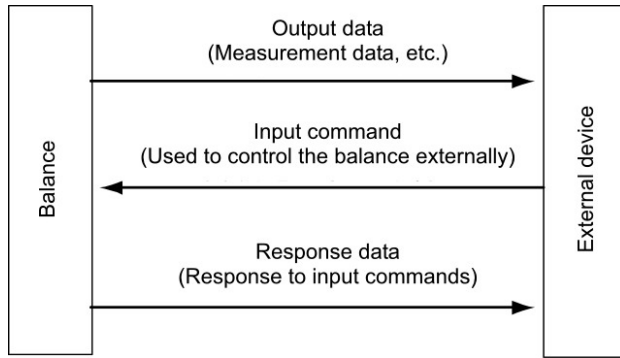 Output data
(Measurement data, etc.)
Input command
(Used to control the balance externally)
Response data
(Response to input commands)
Balance
External device